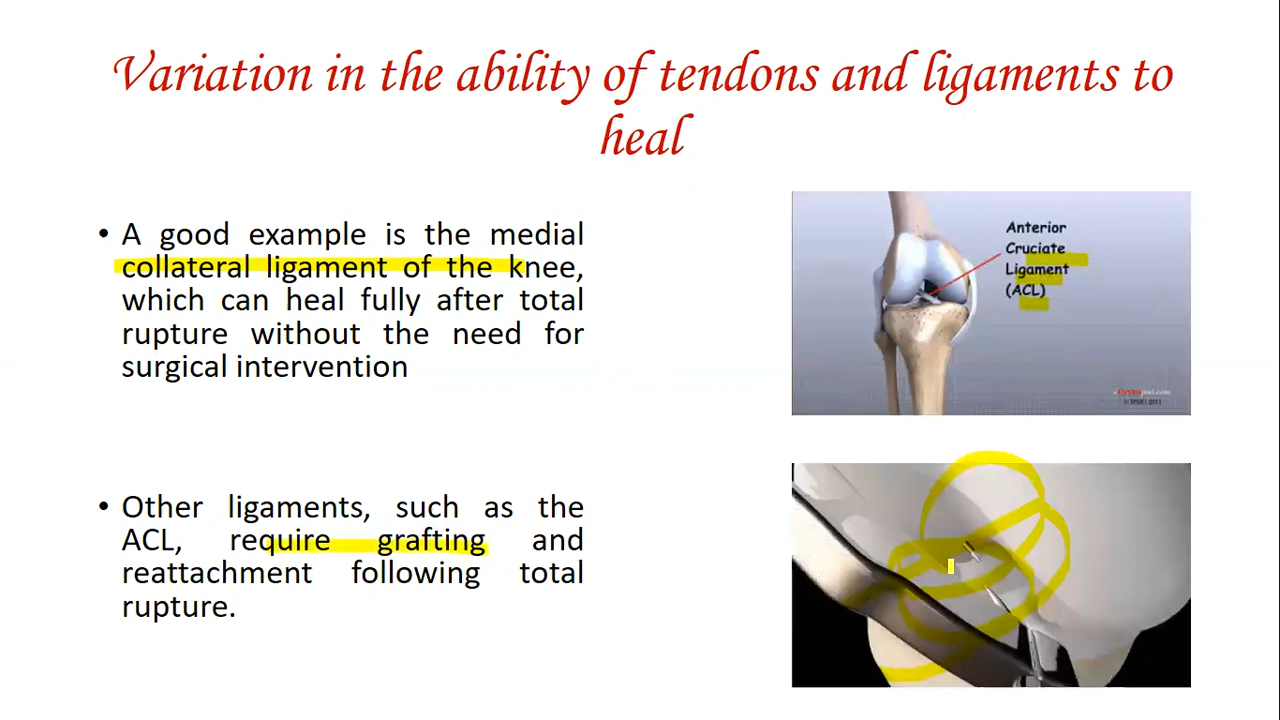 Variation in the ability of tendons and ligaments to
heal
• A good example is the medial
collateral ligament of the knee,
which can heal fully after total
rupture without the need for
surgical intervention
Anterior
Cruciate
Ligament
(ACL)
• Other ligaments, such as the
ACL, require grafting and
reattachment following total
rupture.